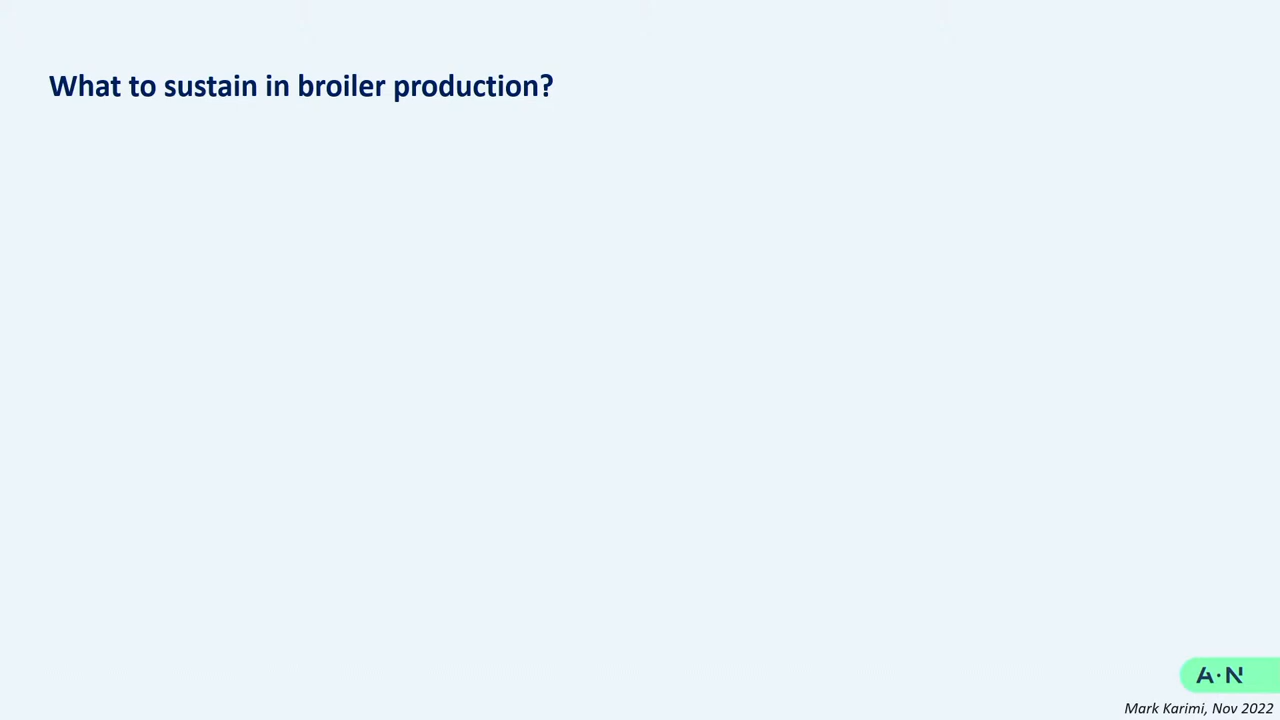 What to sustain in broiler production?
A·N
Mark Karimi, Nov 2022